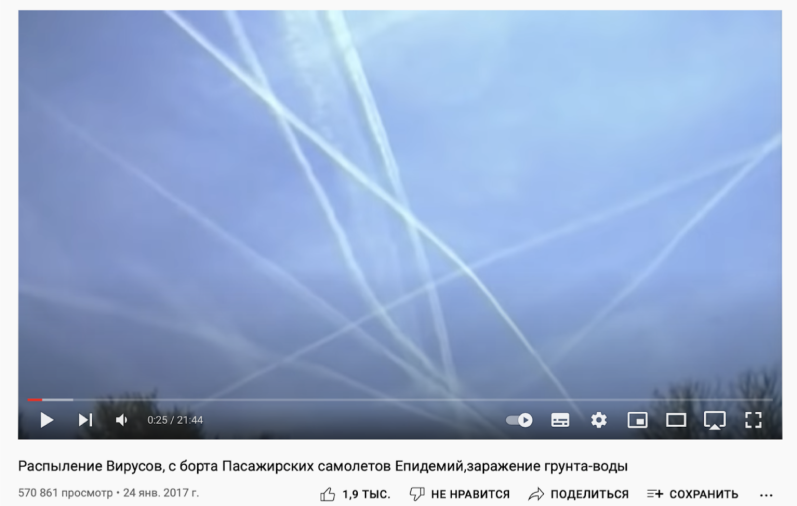 0:25 / 21:44
Распыление Вирусов, с борта Пасажирских самолетов Епидемий,заражение грунта-воды
570 861 просмотр • 24 янв. 2017 г.
1,9 ТЫС.
НЕ НРАВИТСЯ
ПОДЕЛИТЬСЯ
СОХРАНИТЬ